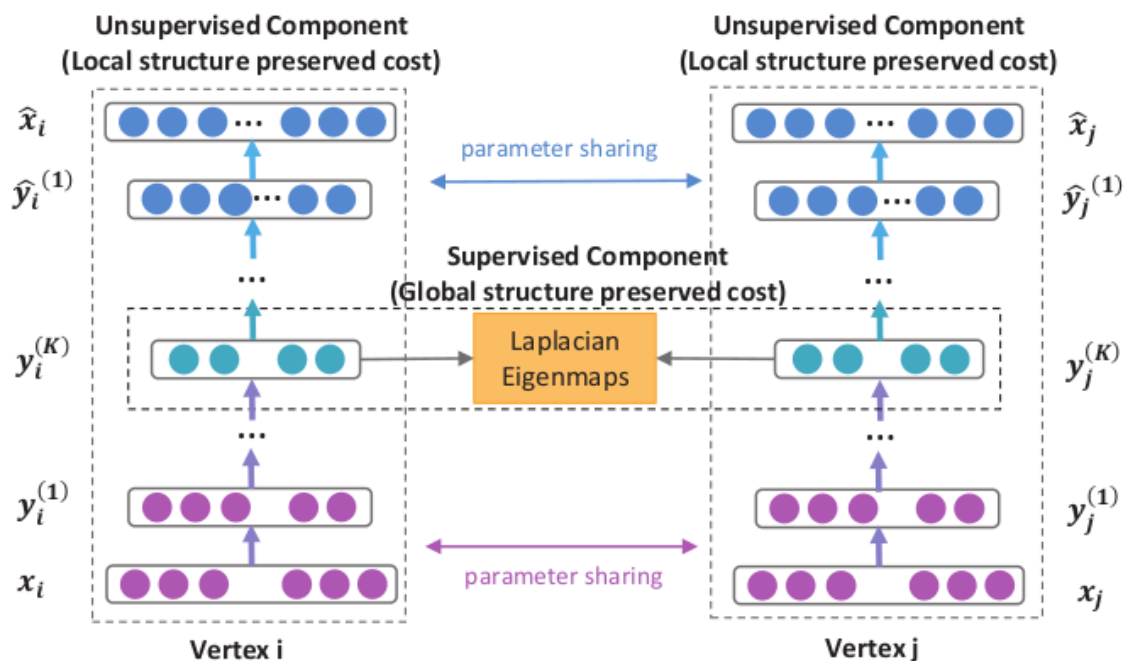 Unsupervised Component
(Local structure preserved cost)
Unsupervised Component
(Local structure preserved cost)
x̂ᵢ
...
parameter sharing
...
x̂ⱼ
ŷᵢ⁽¹⁾
...
...
ŷⱼ⁽¹⁾
...
Supervised Component
(Global structure preserved cost)
...
yᵢ⁽ᴷ⁾
Laplacian
Eigenmaps
yⱼ⁽ᴷ⁾
...
...
yᵢ⁽¹⁾
yⱼ⁽¹⁾
xᵢ
parameter sharing
xⱼ
Vertex i
Vertex j